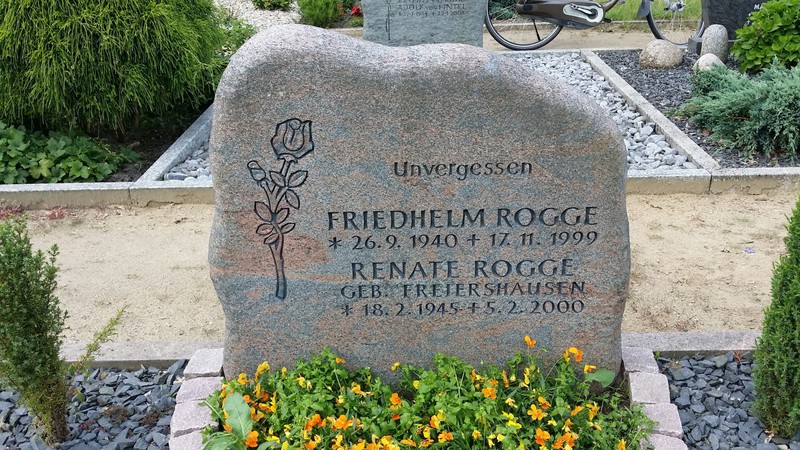 Unvergessen
FRIEDHELM ROGGE
* 26.9. 1940 + 17. 11. 1999
RENATE ROGGE
GEB. FREIERSHAUSEN
* 18. 2. 1945 + 5. 2. 2000